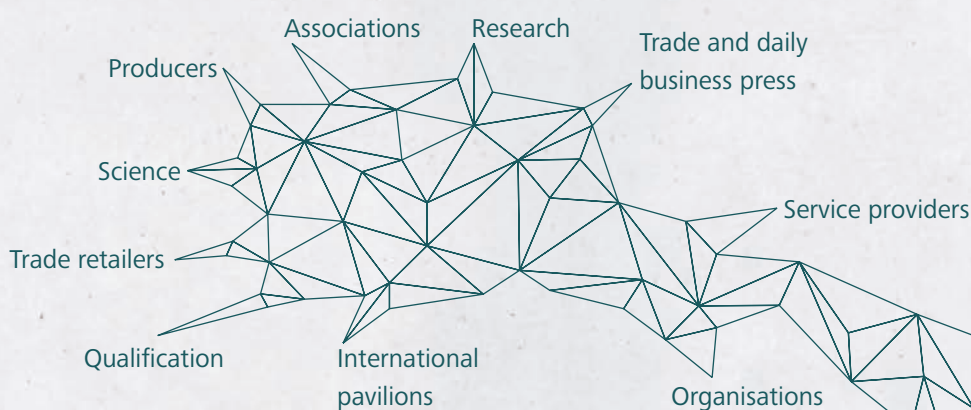 Associations
Research
Trade and daily
business press
Producers
Science
Service providers
Trade retailers
Qualification
International
pavilions
Organisations